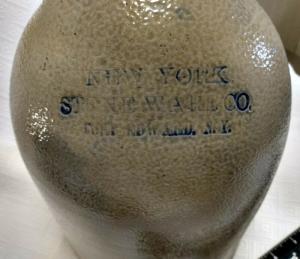 NEW YORK
STONEWARE CO.
FORT EDWARD, N.Y.